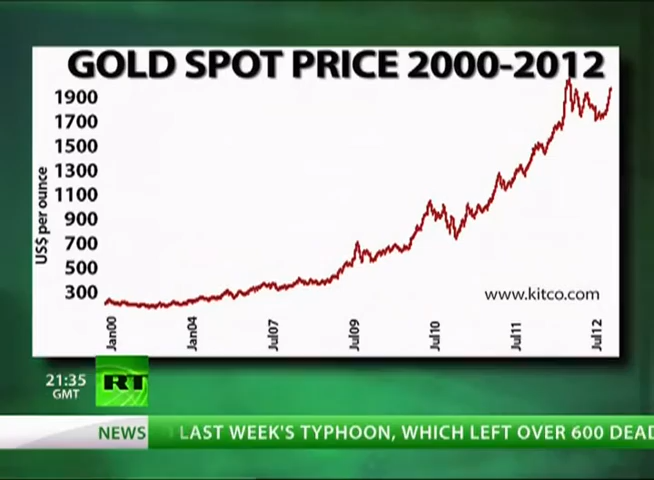 GOLD SPOT PRICE 2000-2012
US$ per ounce
1900
1700
1500
1300
1100
900
700
500
300
www.kitco.com
Jan00
Jan04
Jul07
Jul09
Jul10
Jul11
Jul12
21:35
GMT
RT
NEWS
LAST WEEK'S TYPHOON, WHICH LEFT OVER 600 DEAD